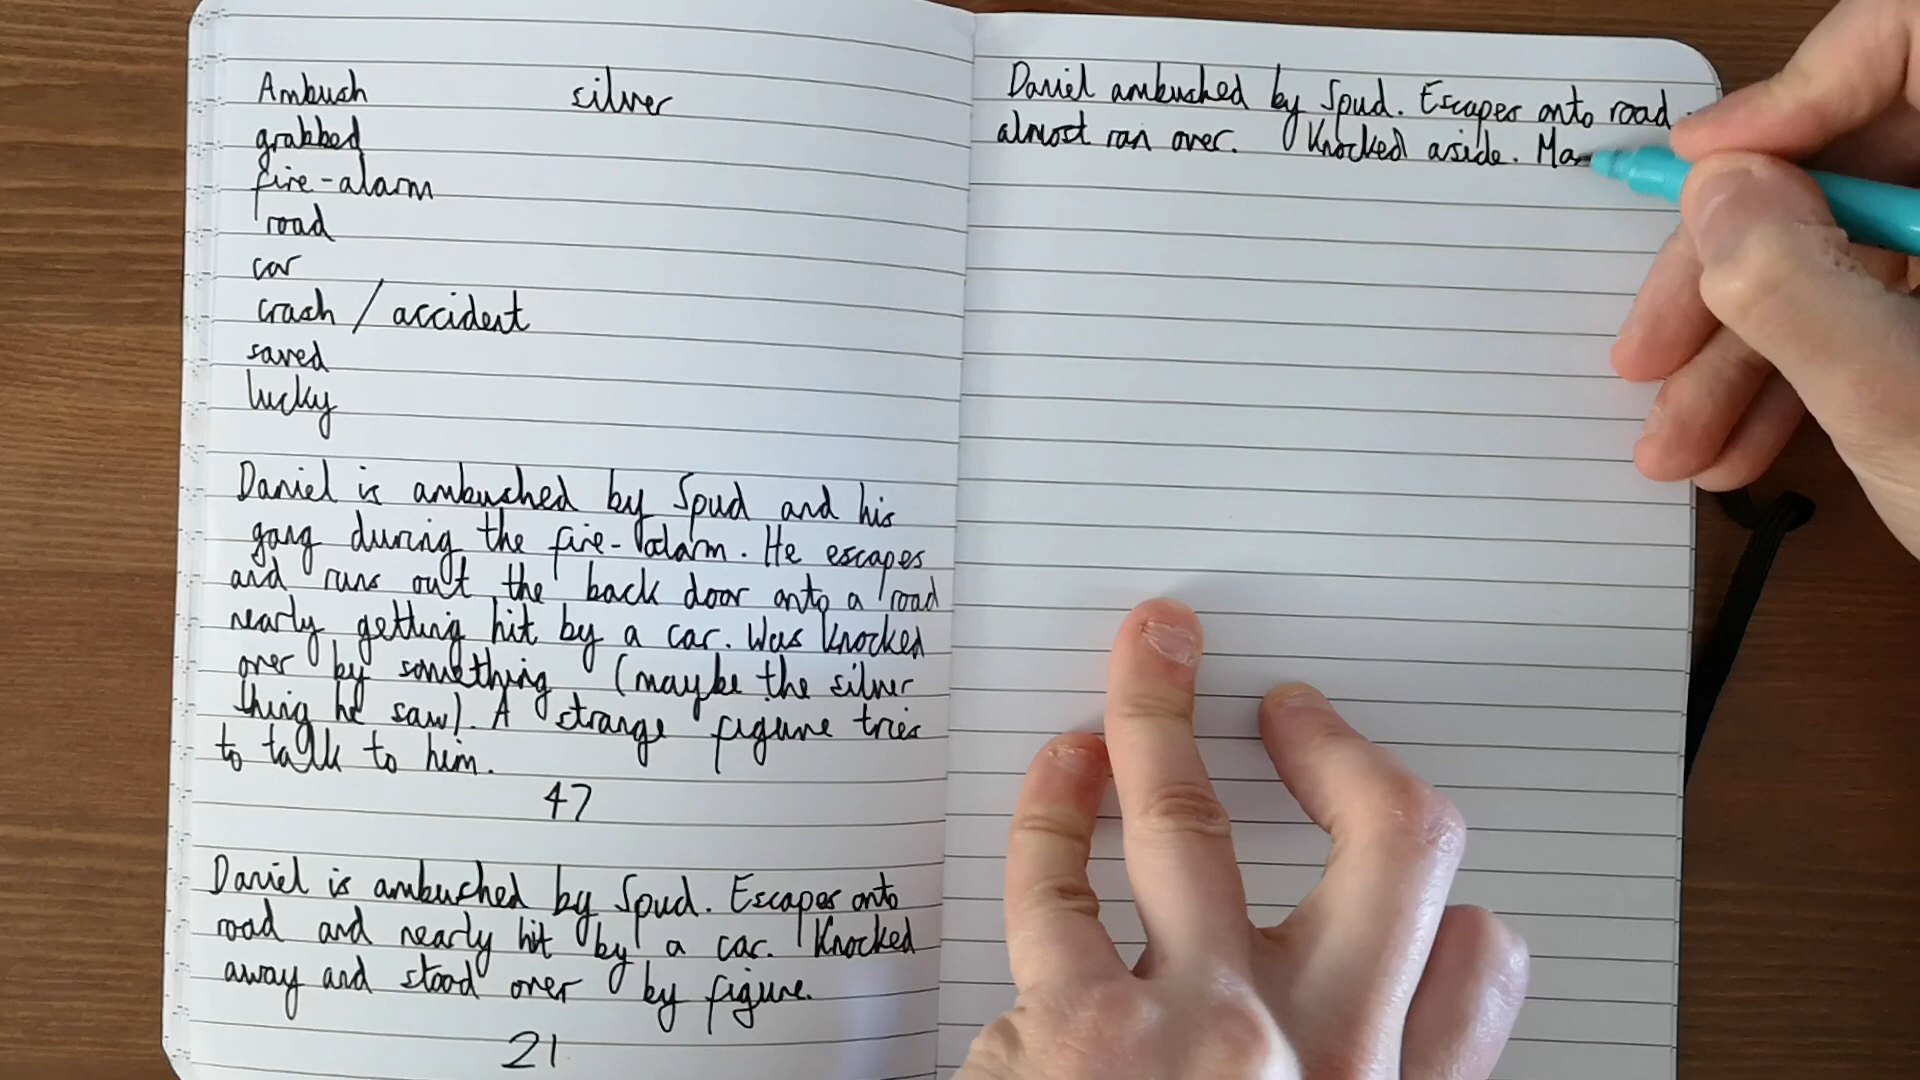 Ambush silver
grabbed
fire-alarm
road
car
crash / accident
saved
lucky
Daniel is ambushed by Spud and his
gang during the fire-alarm. He escapes
and runs out the back door onto a road
nearly getting hit by a car. Was knocked
over by something (maybe the silver
thing he saw). A strange figure tries
to talk to him.
47
Daniel is ambushed by Spud. Escapes onto
road and nearly hit by a car. Knocked
away and stood over by figure.
21
Daniel ambushed by Spud. Escapes onto road -
almost ran over. Knocked aside. Ma